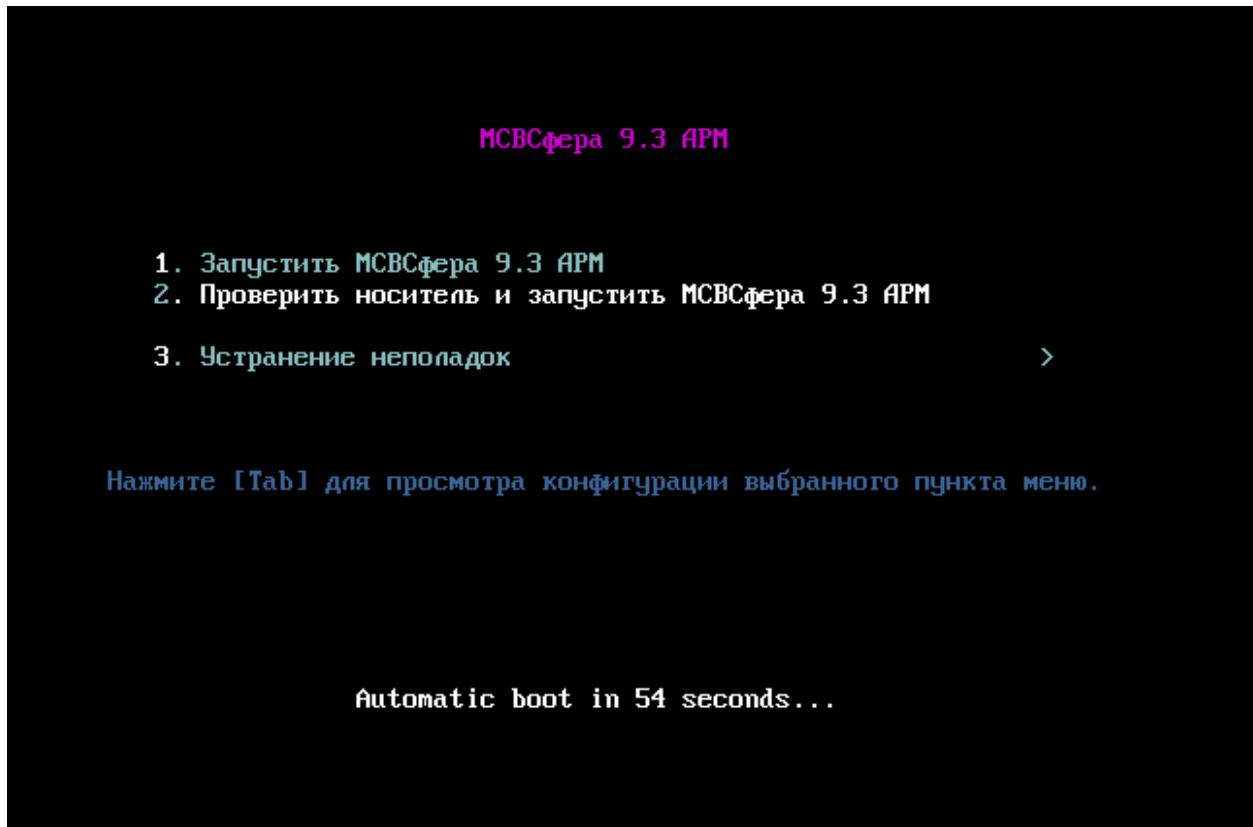 МСВСфера 9.3 АРМ
1. Запустить МСВСфера 9.3 АРМ
2. Проверить носитель и запустить МСВСфера 9.3 АРМ
3. Устранение неполадок >
Нажмите [Tab] для просмотра конфигурации выбранного пункта меню.
Automatic boot in 54 seconds...